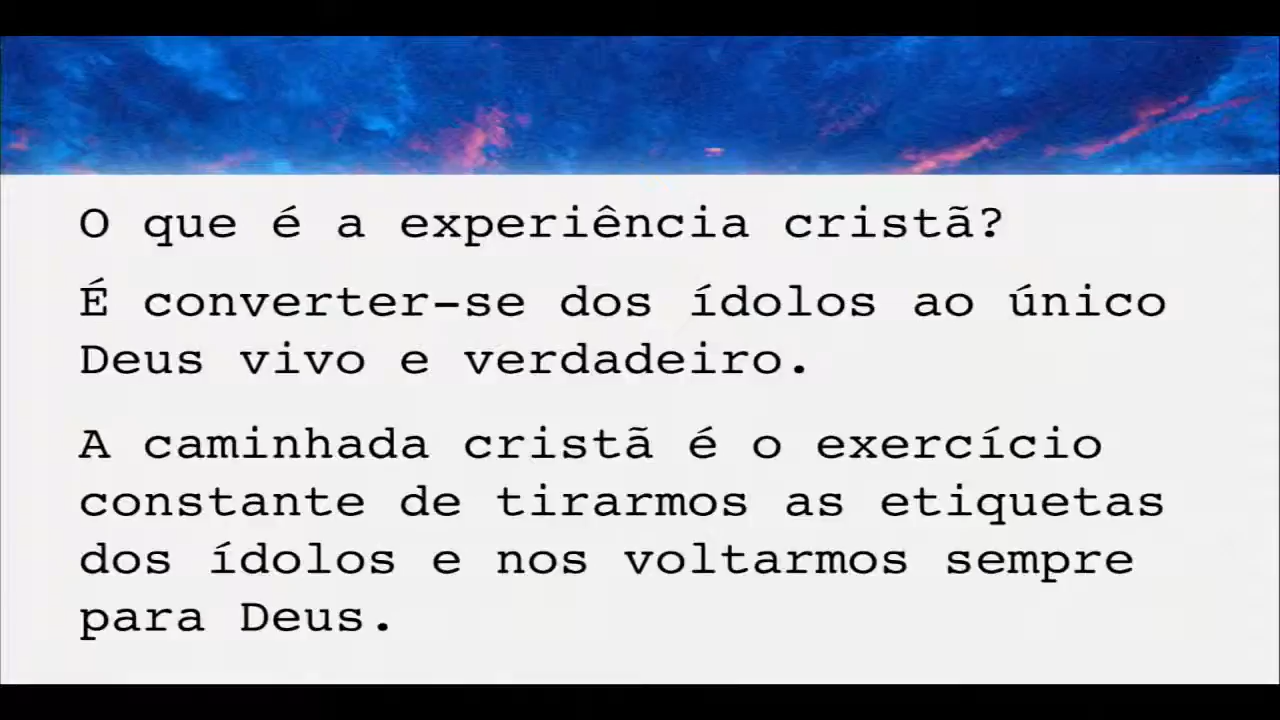 O que é a experiência cristã?
É converter-se dos ídolos ao único
Deus vivo e verdadeiro.
A caminhada cristã é o exercício
constante de tirarmos as etiquetas
dos ídolos e nos voltarmos sempre
para Deus.